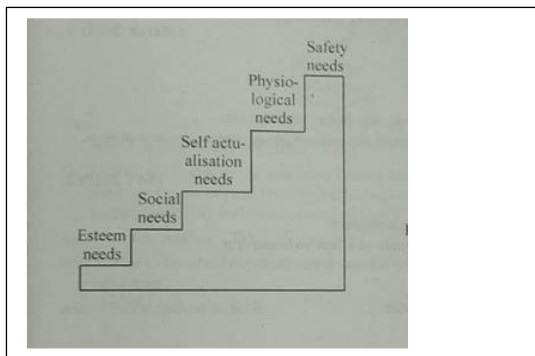 Safety
needs
Physio-
logical
needs
Self actu-
alisation
needs
Social
needs
Esteem
needs